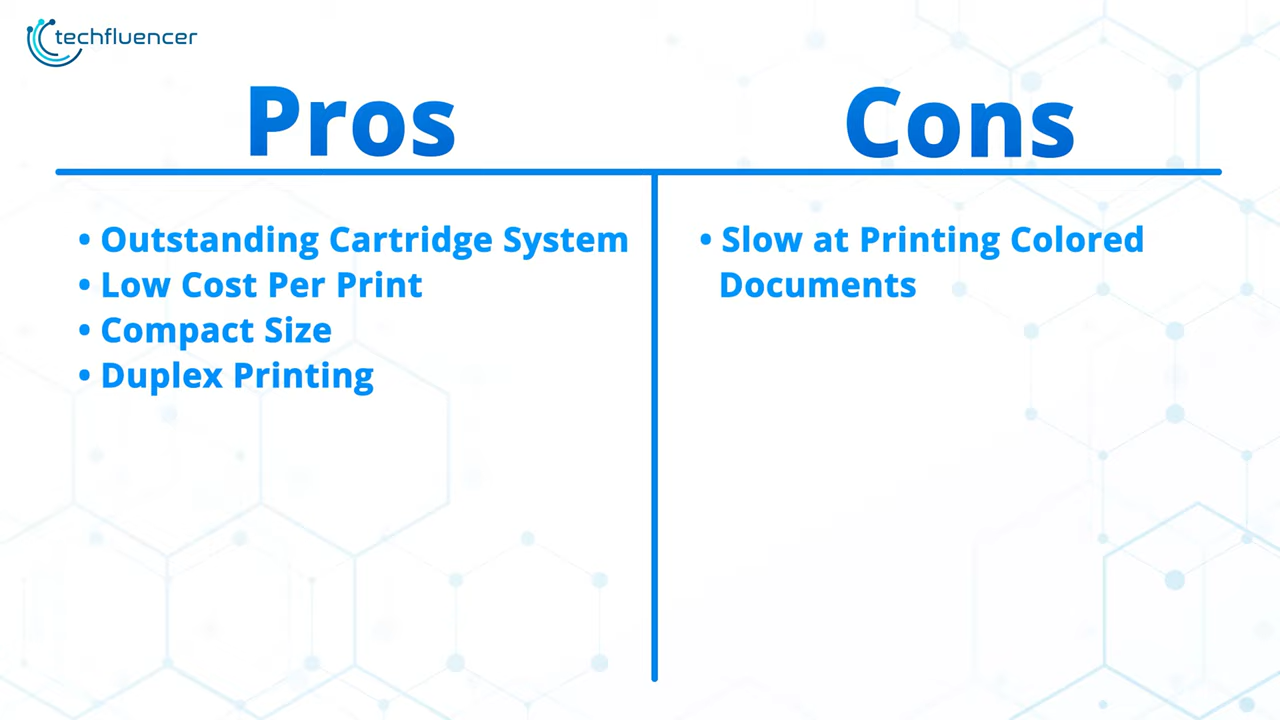 techfluencer
Pros
Cons
• Outstanding Cartridge System
• Low Cost Per Print
• Compact Size
• Duplex Printing
• Slow at Printing Colored
Documents